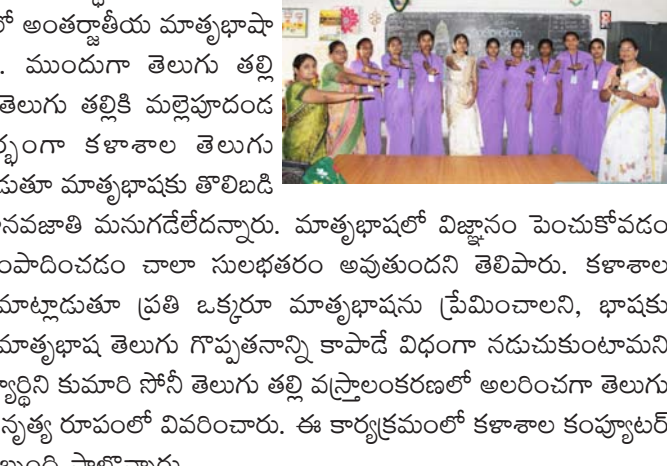 లో అంతర్జాతీయ మాతృభాషా
. ముందుగా తెలుగు తల్లి
తెలుగు తల్లికి మల్లెపూదండ
ర్భంగా కళాశాల తెలుగు
డుతూ మాతృభాషకు తొలిబడి
నవజాతి మనుగడేలేదన్నారు. మాతృభాషలో విజ్ఞానం పెంచుకోవడం
ంపాదించడం చాలా సులభతరం అవుతుందని తెలిపారు. కళాశాల
మాట్లాడుతూ ప్రతి ఒక్కరూ మాతృభాషను ప్రేమించాలని, భాషకు
మాతృభాష తెలుగు గొప్పతనాన్ని కాపాడే విధంగా నడుచుకుంటామని
్యార్థిని కుమారి సోనీ తెలుగు తల్లి వస్త్రాలంకరణలో అలరించగా తెలుగు
నృత్య రూపంలో వివరించారు. ఈ కార్యక్రమంలో కళాశాల కంప్యూటర్